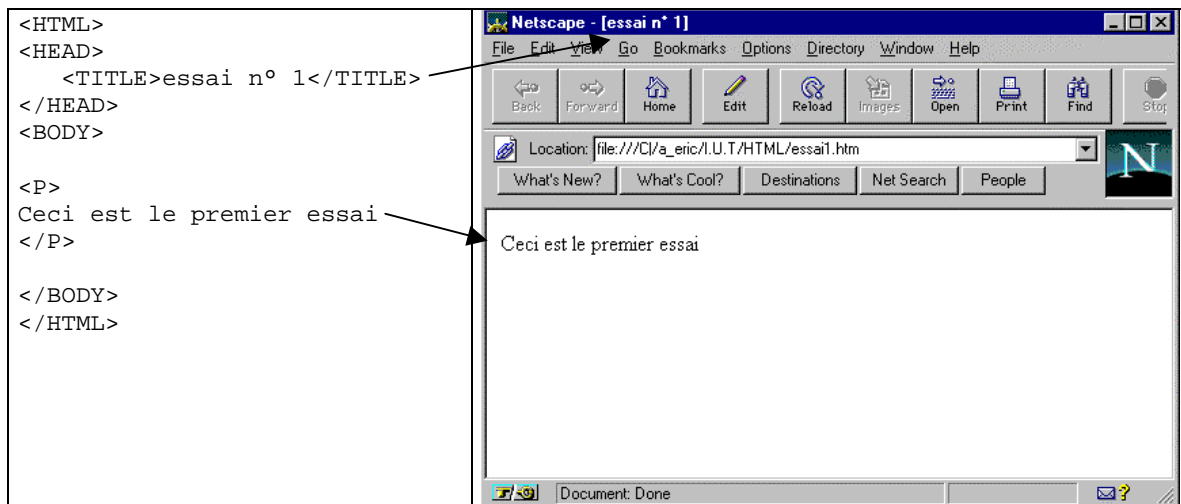 <HTML>
<HEAD>
<TITLE>essai n° 1</TITLE>
</HEAD>
<BODY>
<P>
Ceci est le premier essai
</P>
</BODY>
</HTML>
Netscape - [essai n° 1]
File Edit View Go Bookmarks Options Directory Window Help
Back Forward Home Edit Reload Images Open Print Find Stop
Location: file:///C|/a_eric/I.U.T/HTML/essai1.htm
N
What's New? What's Cool? Destinations Net Search People
Ceci est le premier essai
Document: Done